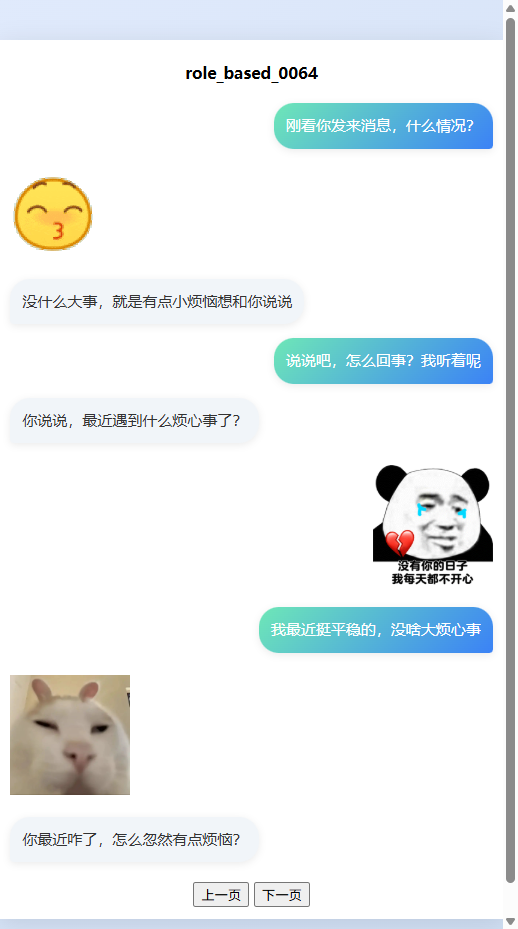 role_based_0064
刚看你发来消息，什么情况？
没什么大事，就是有点小烦恼想和你说说
说说吧，怎么回事？我听着呢
你说说，最近遇到什么烦心事了？
没有你的日子
我每天都不开心
我最近挺平稳的，没啥大烦心事
你最近咋了，怎么忽然有点烦恼？
上一页 下一页